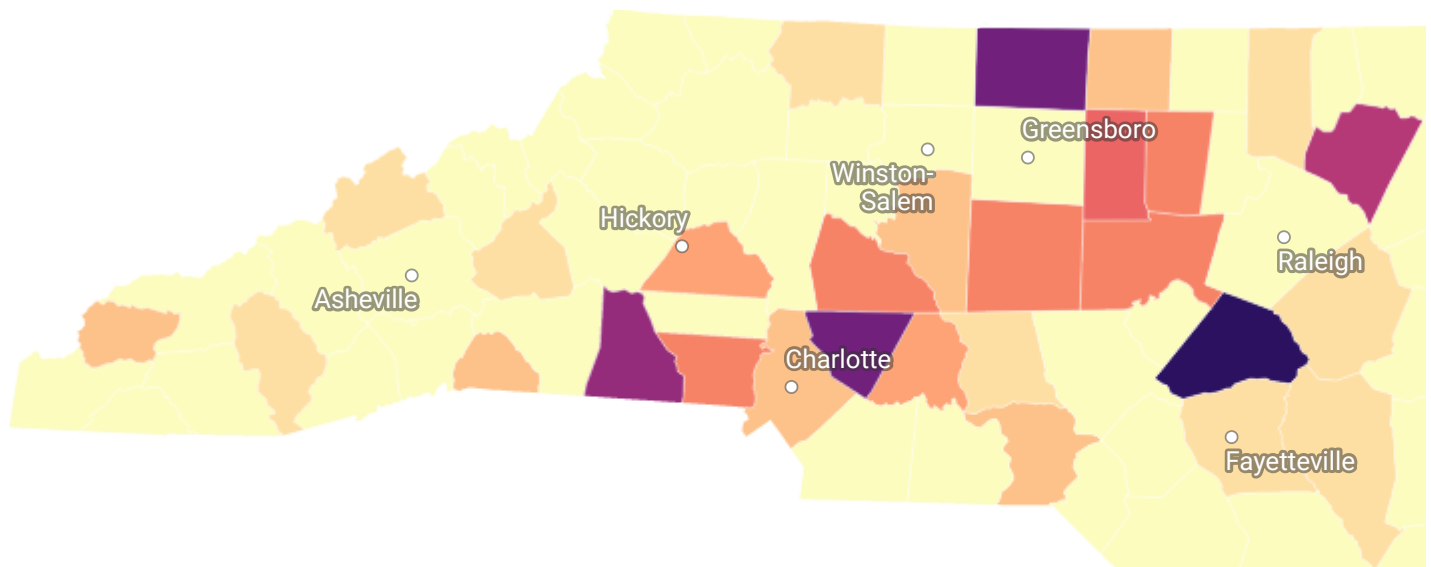 Greensboro
Winston-
Salem
Hickory
Raleigh
Asheville
Charlotte
Fayetteville